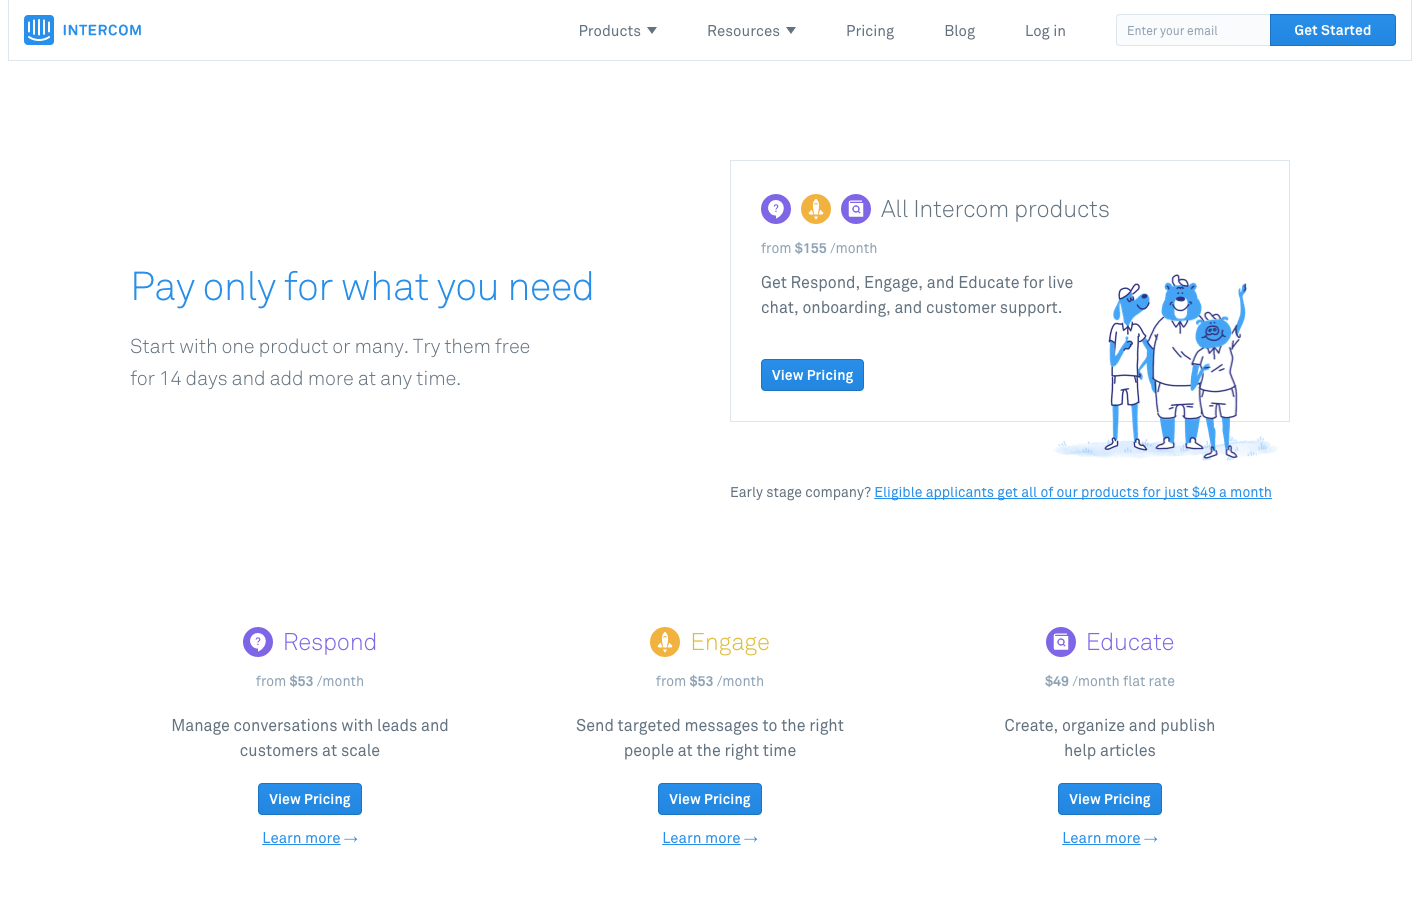 INTERCOM
Products
Resources
Pricing
Blog
Log in
Enter your email
Get Started
Pay only for what you need
Start with one product or many. Try them free
for 14 days and add more at any time.
? All Intercom products
from $155 /month
Get Respond, Engage, and Educate for live
chat, onboarding, and customer support.
View Pricing
Early stage company? Eligible applicants get all of our products for just $49 a month
? Respond
from $53 /month
Manage conversations with leads and
customers at scale
View Pricing
Learn more →
Engage
from $53 /month
Send targeted messages to the right
people at the right time
View Pricing
Learn more →
Educate
$49 /month flat rate
Create, organize and publish
help articles
View Pricing
Learn more →